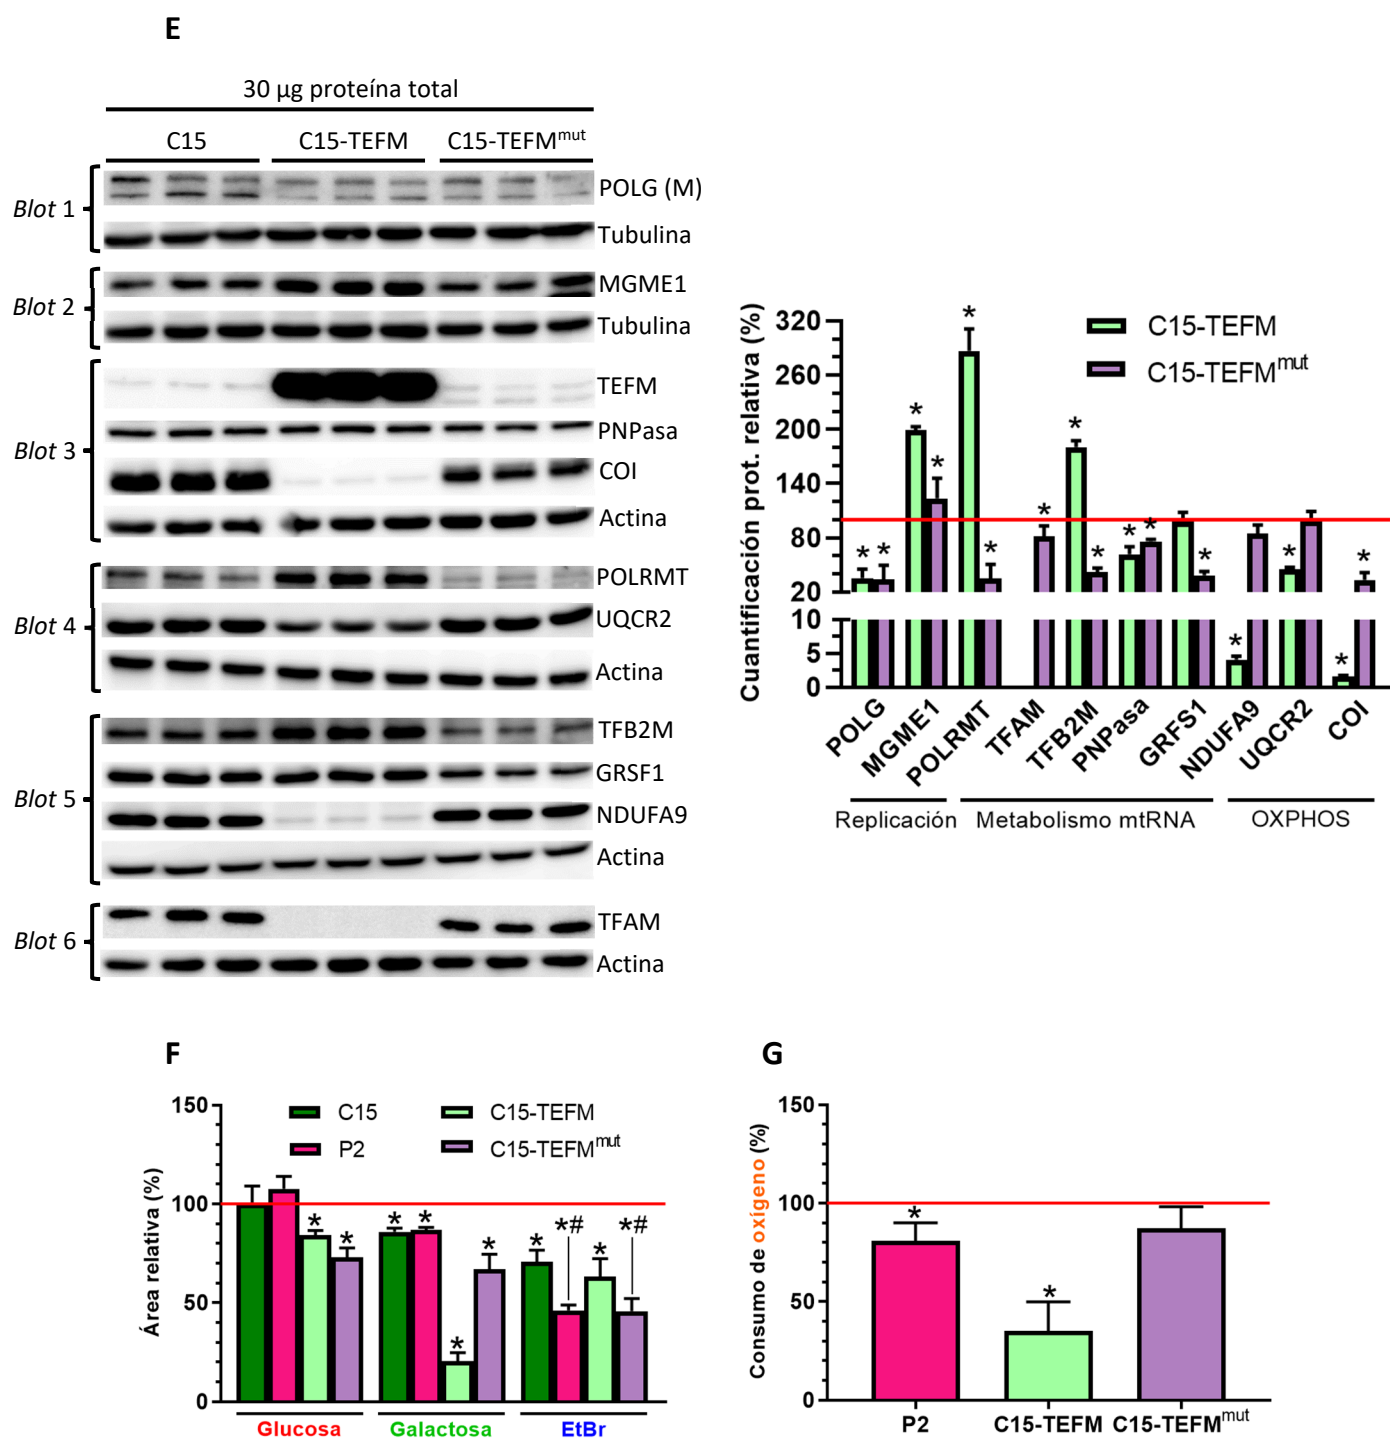 E
30 µg proteína total
C15 C15-TEFM C15-TEFMmut
Blot 1
POLG (M)
Tubulina
Blot 2
MGME1
Tubulina
Blot 3
TEFM
PNPasa
COI
Actina
Blot 4
POLRMT
UQCR2
Actina
Blot 5
TFB2M
GRSF1
NDUFA9
Actina
Blot 6
TFAM
Actina
Cuantificación prot. relativa (%)
320
260
200
140
80
20
10
5
0
C15-TEFM
C15-TEFMmut
* * * * * * * * * * * * * * * *
POLG MGME1 POLRMT TFAM TFB2M PNPasa GRFS1 NDUFA9 UQCR2 COI
Replicación Metabolismo mtRNA OXPHOS
F
Área relativa (%)
150
100
50
0
C15 C15-TEFM
P2 C15-TEFMmut
* * * * * * * *# * *#
Glucosa Galactosa EtBr
G
Consumo de oxígeno (%)
150
100
50
0
* *
P2 C15-TEFM C15-TEFMmut